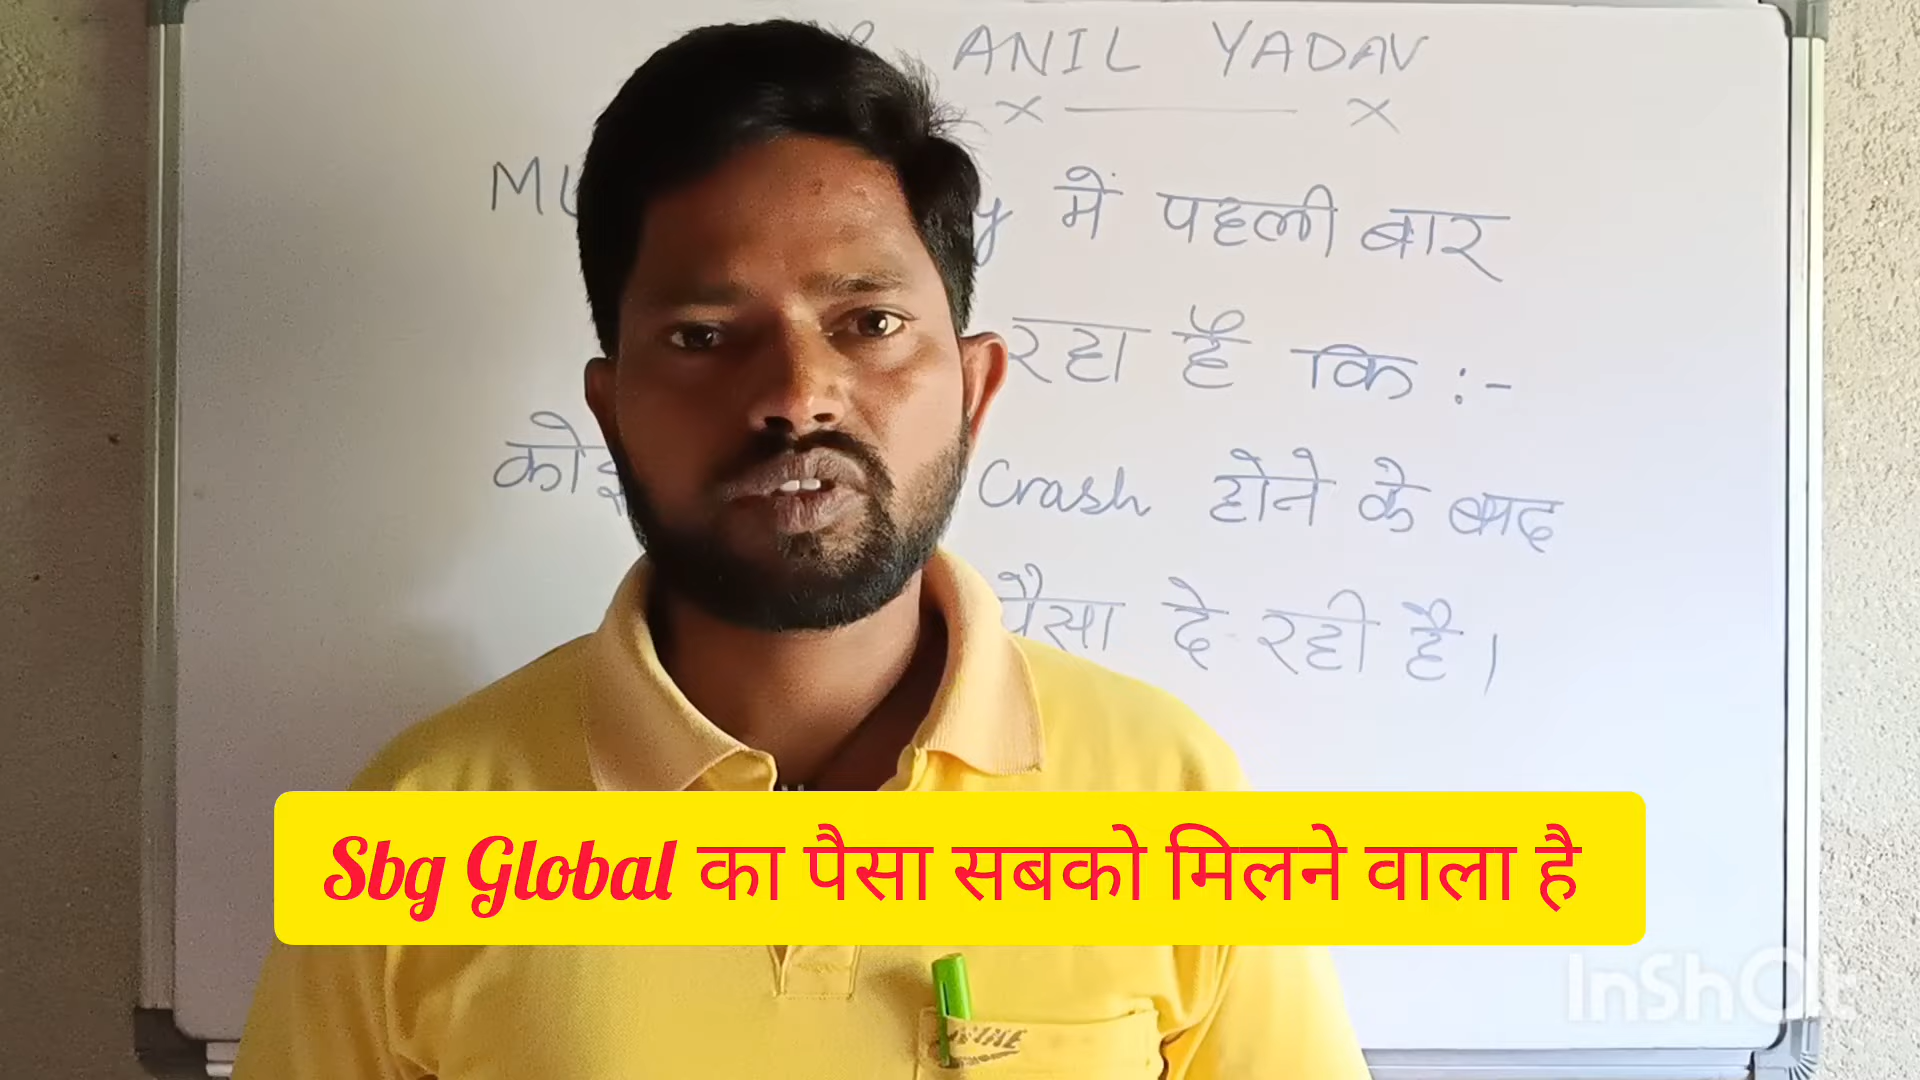 ANIL YADAV
x ——— x
में पहली बार
रहा है कि :-
Crash होने के बाद
पैसा दे रही है।
Sbg Global का पैसा सबको मिलने वाला है
InShOt